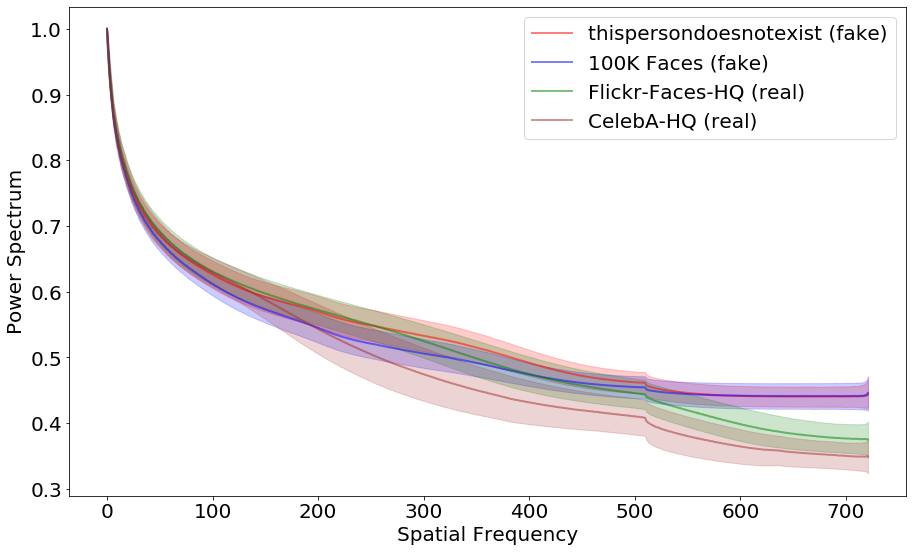 thispersondoesnotexist (fake)
100K Faces (fake)
Flickr-Faces-HQ (real)
CelebA-HQ (real)
Power Spectrum
1.0
0.9
0.8
0.7
0.6
0.5
0.4
0.3
0 100 200 300 400 500 600 700
Spatial Frequency